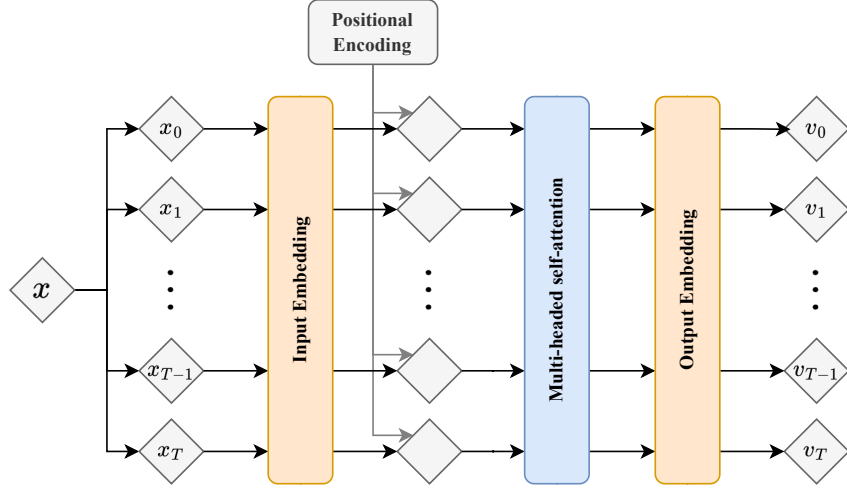 Positional
Encoding
x_0
v_0
x_1
v_1
x
Input Embedding
Multi-headed self-attention
Output Embedding
x_{T-1}
v_{T-1}
x_T
v_T